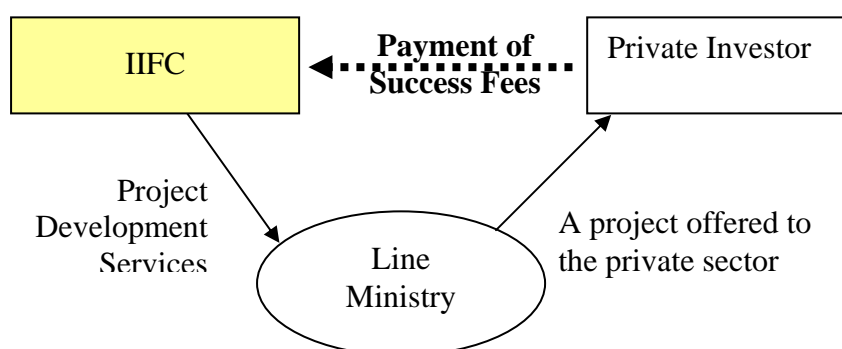 IIFC
Payment of
Success Fees
Private Investor
Project
Development
Services
Line
Ministry
A project offered to
the private sector